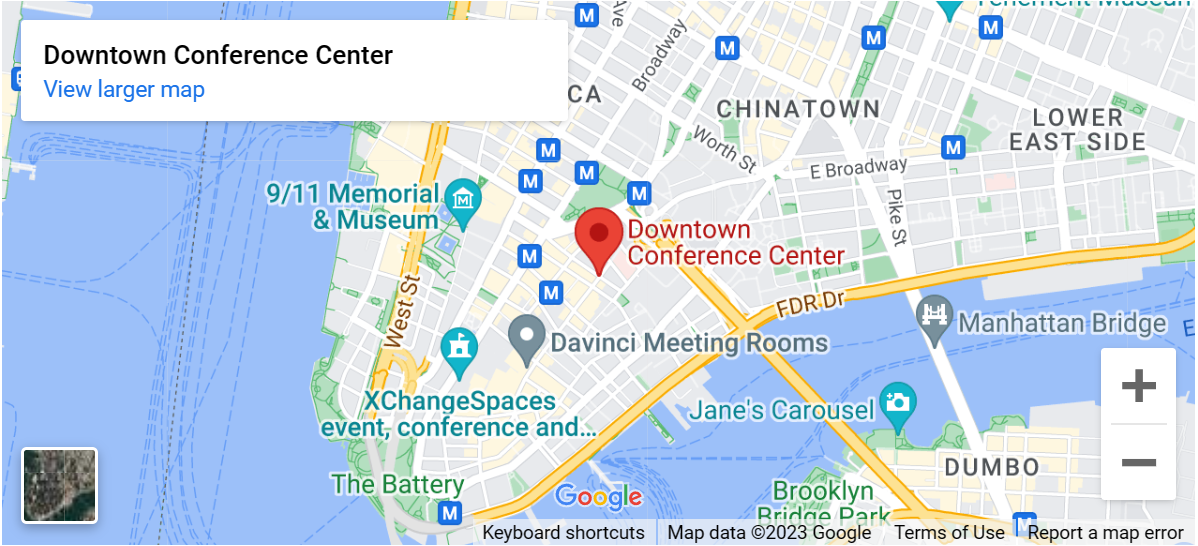 Tenement Museum
Downtown Conference Center
View larger map
Ave
Broadway
CA
CHINATOWN
LOWER
EAST SIDE
Worth St
E Broadway
Pike St
9/11 Memorial
& Museum
Downtown
Conference Center
West St
FDR Dr
Manhattan Bridge
Davinci Meeting Rooms
XChangeSpaces
event, conference and...
Jane's Carousel
DUMBO
The Battery
Google
Brooklyn
Bridge Park
Keyboard shortcuts
Map data ©2023 Google
Terms of Use
Report a map error